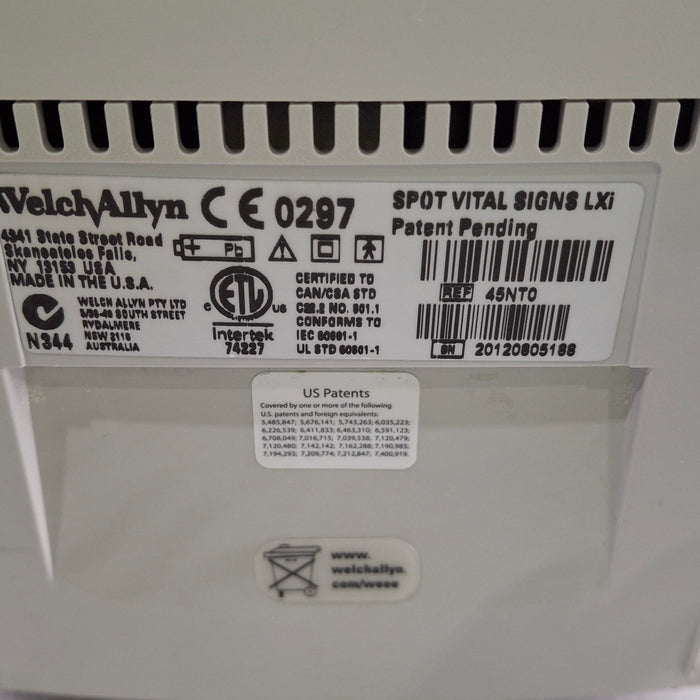 WelchAllyn CE 0297
4341 State Street Road
Skaneateles Falls,
NY 13153 USA
MADE IN THE U.S.A.
+ Pb
N344
WELCH ALLYN PTY LTD
5/38-46 SOUTH STREET
RYDALMERE
NSW 2116
AUSTRALIA
c ETL us
Intertek
74227
CERTIFIED TO
CAN/CSA STD
C22.2 NO. 601.1
CONFORMS TO
IEC 60601-1
UL STD 60601-1
SPOT VITAL SIGNS LXi
Patent Pending
REF 45NT0
SN 20120805188
US Patents
Covered by one or more of the following
U.S. patents and foreign equivalents:
5,485,847; 5,676,141; 5,743,263; 6,035,223;
6,226,539; 6,411,833; 6,463,310; 6,591,123;
6,708,049; 7,016,715; 7,039,538; 7,120,479;
7,120,480; 7,142,142; 7,162,288; 7,190,985;
7,194,293; 7,209,774; 7,212,847; 7,400,919.
www.
welchallyn.
com/weee